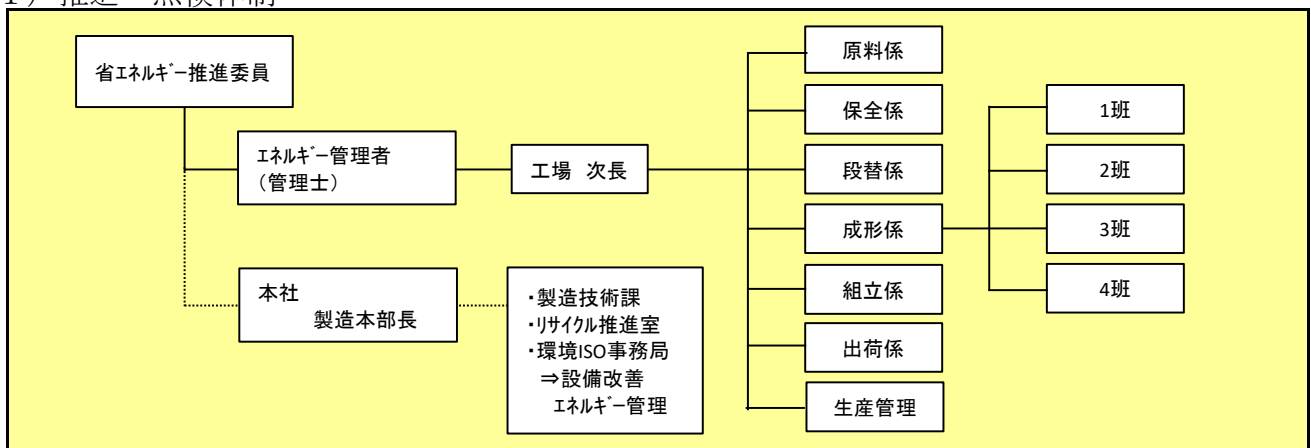 省エネルギー推進委員
エネルギー管理者
（管理士）
工場 次長
本社
製造本部長
・製造技術課
・リサイクル推進室
・環境ISO事務局
⇒設備改善
エネルギー管理
原料係
保全係
段替係
成形係
組立係
出荷係
生産管理
1班
2班
3班
4班